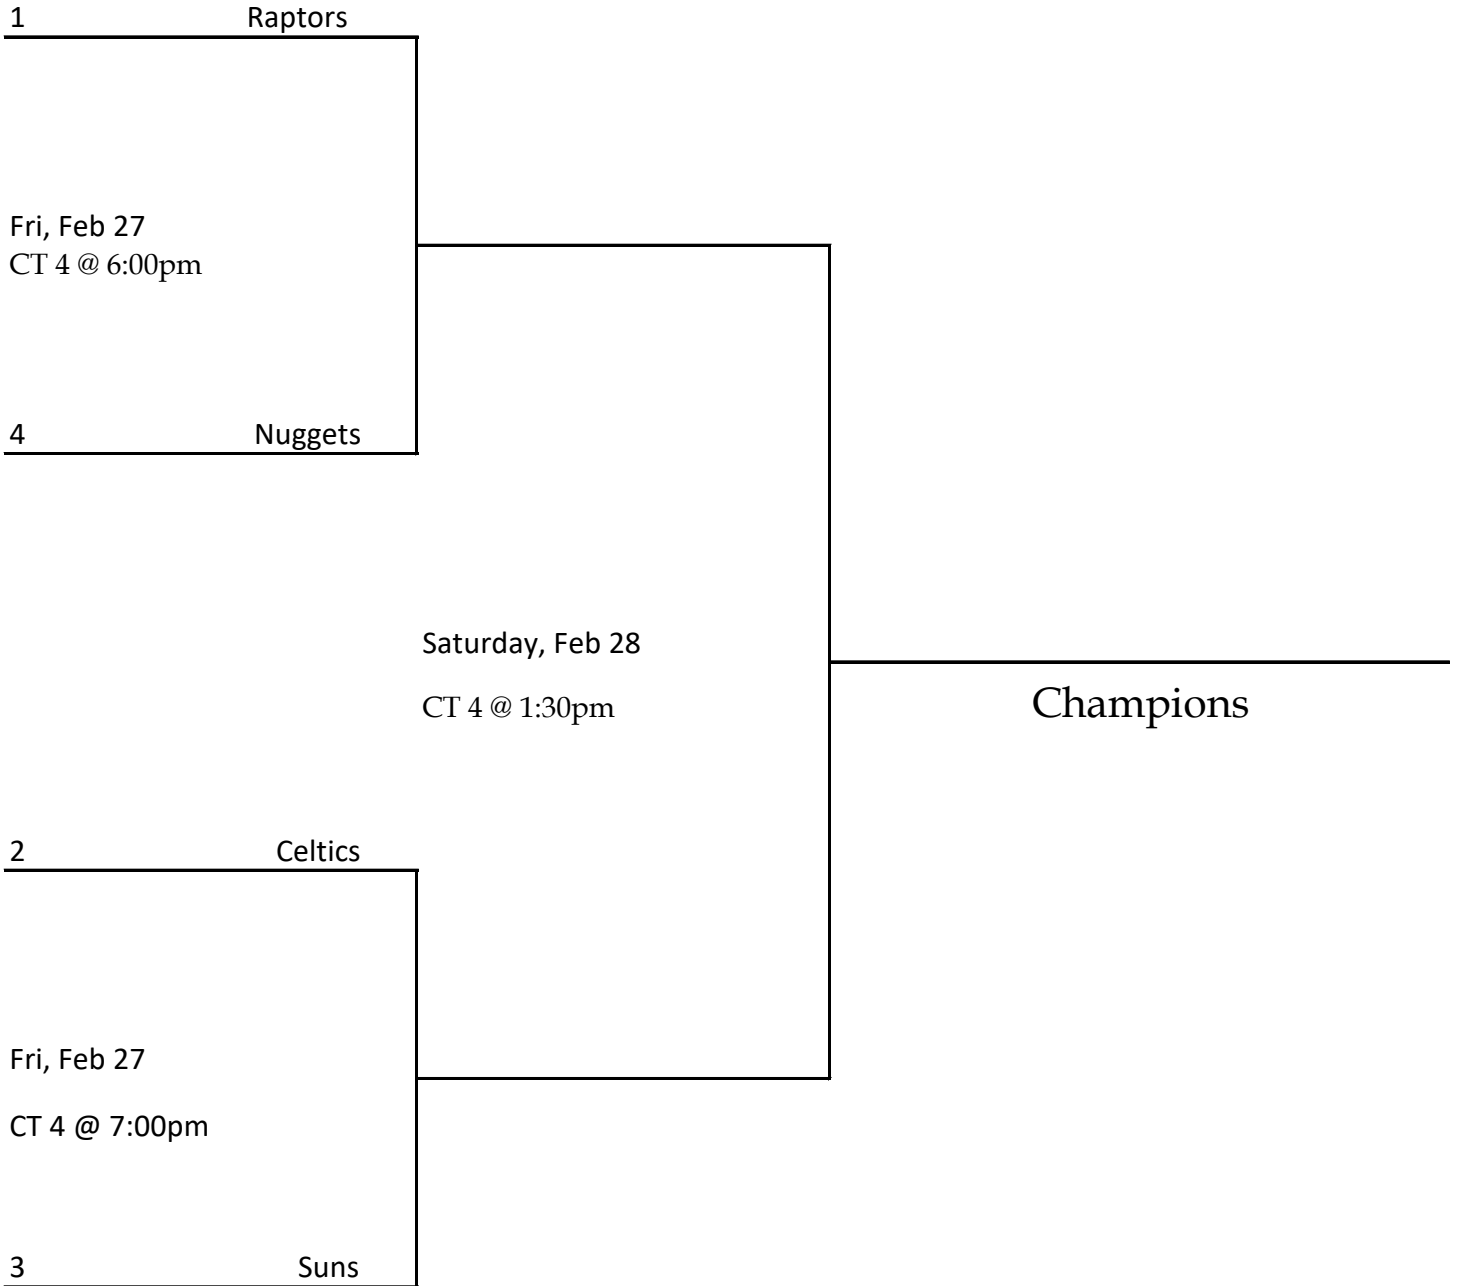 1 Raptors
Fri, Feb 27
CT 4 @ 6:00pm
4 Nuggets
Saturday, Feb 28
CT 4 @ 1:30pm
Champions
2 Celtics
Fri, Feb 27
CT 4 @ 7:00pm
3 Suns